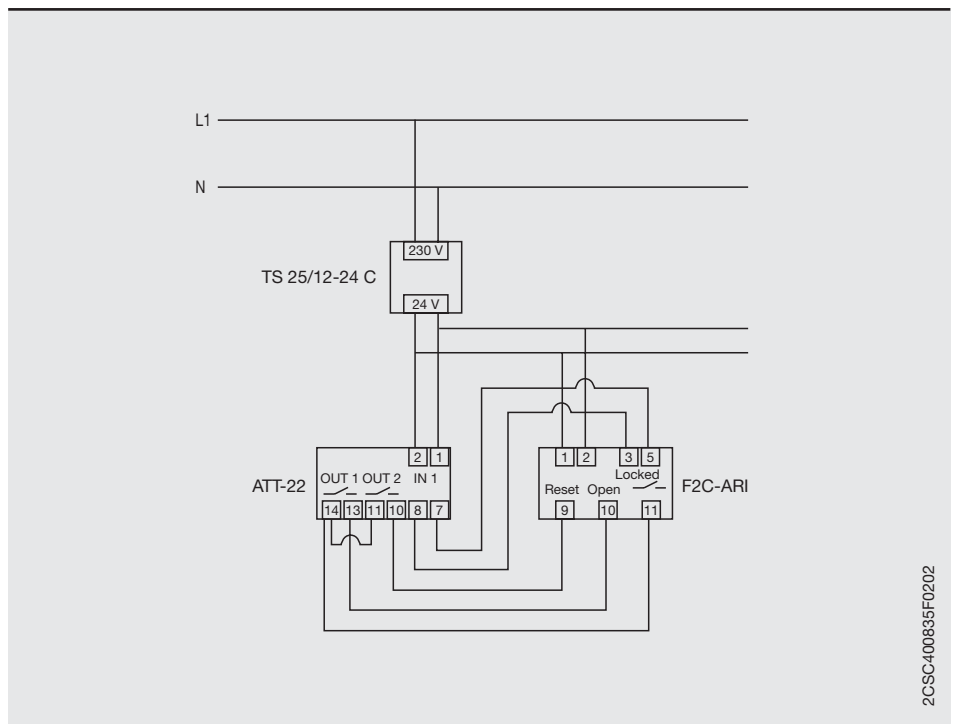 L1
N
230 V
TS 25/12-24 C
24 V
2 1
1 2 3 5
OUT 1 OUT 2 IN 1
Locked
ATT-22
F2C-ARI
Reset Open
14 13 11 10 8 7
9 10 11
2CSC400835F0202